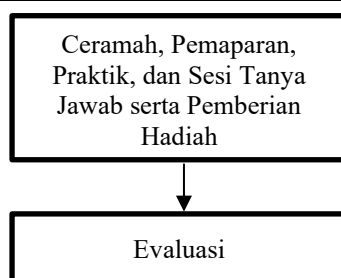 Ceramah, Pemaparan,
Praktik, dan Sesi Tanya
Jawab serta Pemberian
Hadiah
Evaluasi